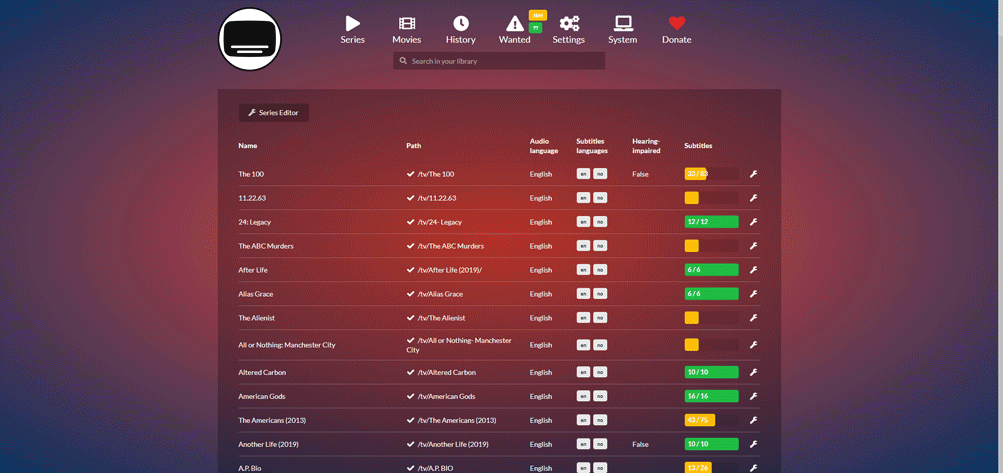 Series
Movies
History
Wanted
Settings
System
Donate
Search in your library
Series Editor
Name Path Audio language Subtitles languages Hearing-impaired Subtitles
The 100 /tv/The 100 English en no False 33 / 83
11.22.63 /tv/11.22.63 English en no
24: Legacy /tv/24- Legacy English en no 12 / 12
The ABC Murders /tv/The ABC Murders English en no
After Life /tv/After Life (2019)/ English en no 6 / 6
Alias Grace /tv/Alias Grace English en no 6 / 6
The Alienist /tv/The Alienist English en no
All or Nothing: Manchester City /tv/All or Nothing- Manchester City English en no
Altered Carbon /tv/Altered Carbon English en no 10 / 10
American Gods /tv/American Gods English en no 16 / 16
The Americans (2013) /tv/The Americans (2013) English en no 43 / 75
Another Life (2019) /tv/Another Life (2019) English en no False 10 / 10
A.P. Bio /tv/A.P. BIO English en no 13 / 26